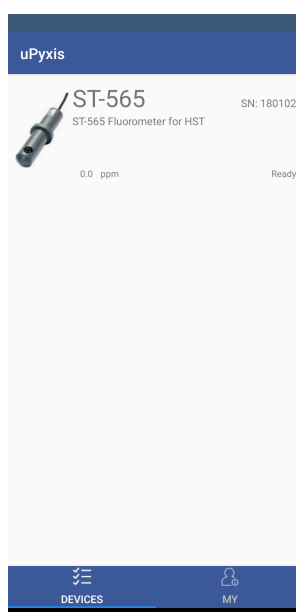 uPyxis
ST-565
SN: 180102
ST-565 Fluorometer for HST
0.0 ppm
Ready
DEVICES
MY